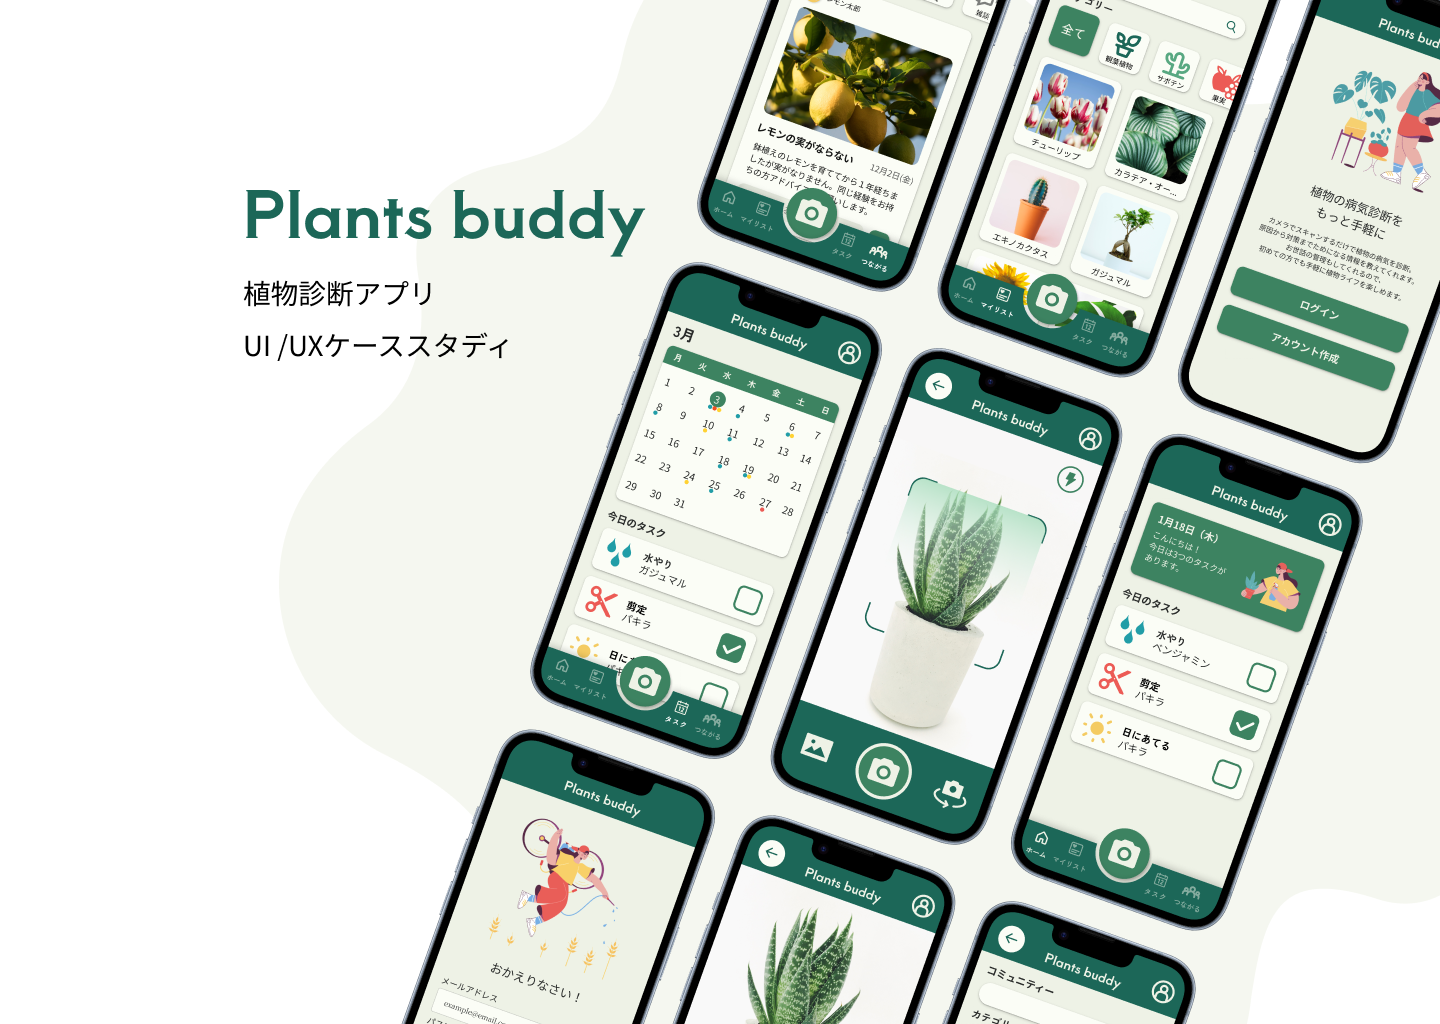 Plants buddy
植物診断アプリ
UI /UXケーススタディ
レモン太郎
雑誌
レモンの実がならない
12月2日(金)
鉢植えのレモンを育ててから１年経ちま
したが実がなりません。同じ経験をお持
ちの方アドバイス
いします。
ホーム
マイリスト
タスク
つながる
テゴリー
全て
観葉植物
サボテン
果実
チューリップ
カラテア・オー...
エキノカクタス
ガジュマル
ホーム
マイリスト
12
タスク
つながる
Plants bud
植物の病気診断を
もっと手軽に
カメラでスキャンするだけで植物の病気を診断。
原因から対策までためになる情報を教えてくれます。
お世話の管理もしてくれるので、
初めての方でも手軽に植物ライフを楽しめます。
ログイン
アカウント作成
Plants buddy
3月
月 火 水 木 金 土 日
1 2 3 4 5 6 7
8 9 10 11 12 13 14
15 16 17 18 19 20 21
22 23 24 25 26 27 28
29 30 31
今日のタスク
水やり
ガジュマル
剪定
パキラ
日に
ホーム
マイリスト
12
タスク
つながる
Plants buddy
Plants buddy
1月18日（木）
こんにちは！
今日は3つのタスクが
あります。
今日のタスク
水やり
ベンジャミン
剪定
パキラ
日にあてる
パキラ
ホーム
マイリスト
12
タスク
つながる
Plants buddy
おかえりなさい！
メールアドレス
example@email.c
パス
Plants buddy
Plants buddy
コミュニティー
カテゴリ